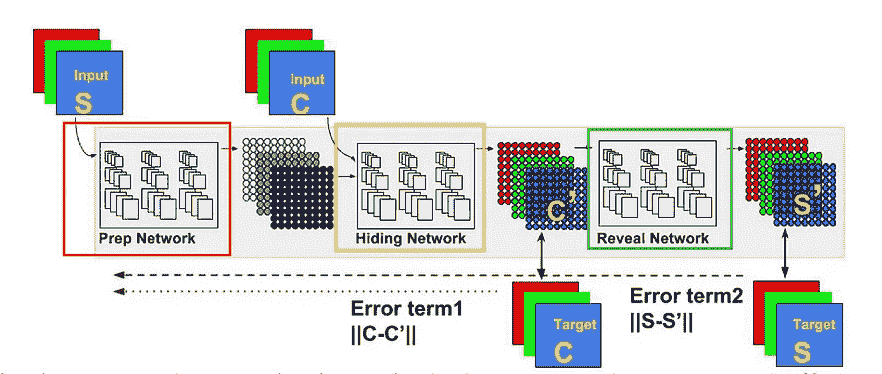 Input
S
Input
C
Prep Network
Hiding Network
C'
Reveal Network
S'
Error term1
||C-C'||
Target
C
Error term2
||S-S'||
Target
S